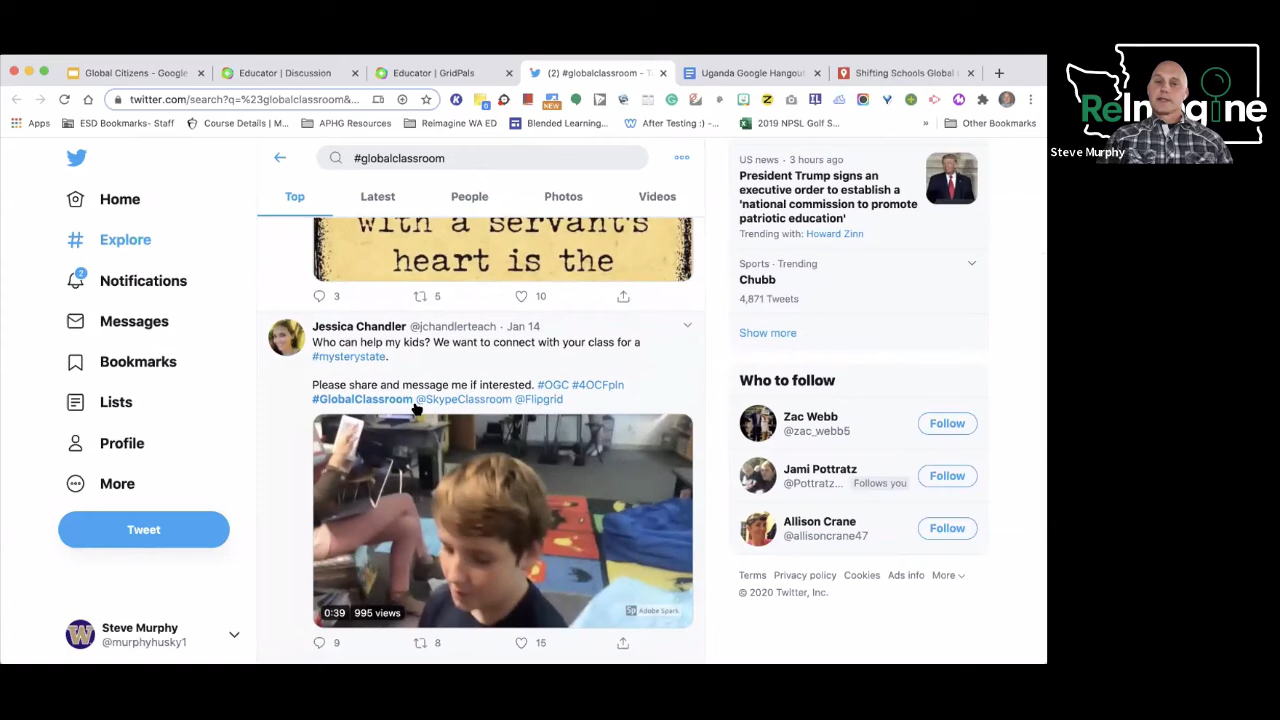 Global Citizens - Google
Educator | Discussion
Educator | GridPals
(2) #globalclassroom - T
Uganda Google Hangout
Shifting Schools Global
twitter.com/search?q=%23globalclassroom&...
Apps
ESD Bookmarks- Staff
Course Details | M...
APHG Resources
ReImagine WA ED
Blended Learning...
After Testing :) -...
2019 NPSL Golf S...
»
Other Bookmarks
ReImagine
Steve Murphy
Home
Explore
Notifications
2
Messages
Bookmarks
Lists
Profile
More
Tweet
Steve Murphy
@murphyhusky1
#globalclassroom
Top
Latest
People
Photos
Videos
with a servant's
heart is the
3
5
10
Jessica Chandler @jchandlerteach · Jan 14
Who can help my kids? We want to connect with your class for a
#mysterystate.
Please share and message me if interested. #OGC #4OCFpln
#GlobalClassroom @SkypeClassroom @Flipgrid
0:39 995 views
Sp Adobe Spark
9
8
15
US news · 3 hours ago
President Trump signs an
executive order to establish a
'national commission to promote
patriotic education'
Trending with: Howard Zinn
Sports · Trending
Chubb
4,871 Tweets
Show more
Who to follow
Zac Webb
@zac_webb5
Follow
Jami Pottratz
@Pottratz... Follows you
Follow
Allison Crane
@allisoncrane47
Follow
Terms Privacy policy Cookies Ads info More
© 2020 Twitter, Inc.